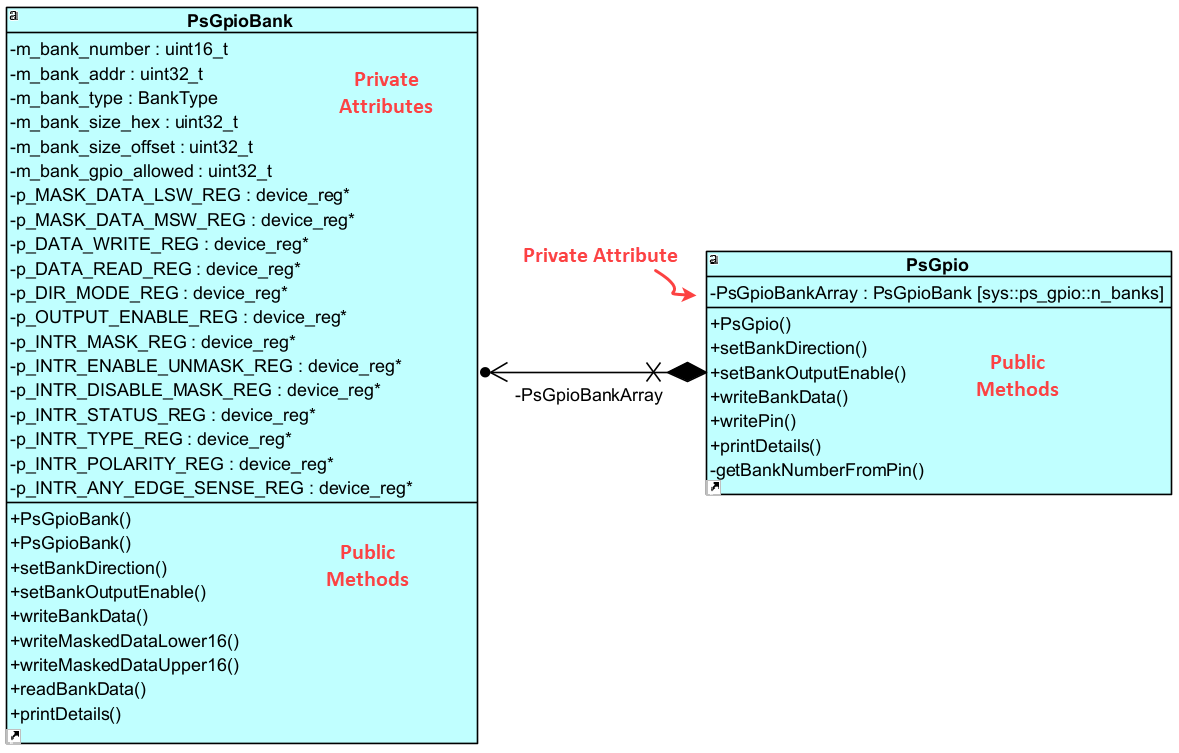 a
PsGpioBank
-m_bank_number : uint16_t
-m_bank_addr : uint32_t
-m_bank_type : BankType
-m_bank_size_hex : uint32_t
-m_bank_size_offset : uint32_t
-m_bank_gpio_allowed : uint32_t
-p_MASK_DATA_LSW_REG : device_reg*
-p_MASK_DATA_MSW_REG : device_reg*
-p_DATA_WRITE_REG : device_reg*
-p_DATA_READ_REG : device_reg*
-p_DIR_MODE_REG : device_reg*
-p_OUTPUT_ENABLE_REG : device_reg*
-p_INTR_MASK_REG : device_reg*
-p_INTR_ENABLE_UNMASK_REG : device_reg*
-p_INTR_DISABLE_MASK_REG : device_reg*
-p_INTR_STATUS_REG : device_reg*
-p_INTR_TYPE_REG : device_reg*
-p_INTR_POLARITY_REG : device_reg*
-p_INTR_ANY_EDGE_SENSE_REG : device_reg*
Private
Attributes
+PsGpioBank()
+PsGpioBank()
+setBankDirection()
+setBankOutputEnable()
+writeBankData()
+writeMaskedDataLower16()
+writeMaskedDataUpper16()
+readBankData()
+printDetails()
Public
Methods
-PsGpioBankArray
Private Attribute
a
PsGpio
-PsGpioBankArray : PsGpioBank [sys::ps_gpio::n_banks]
+PsGpio()
+setBankDirection()
+setBankOutputEnable()
+writeBankData()
+writePin()
+printDetails()
-getBankNumberFromPin()
Public
Methods